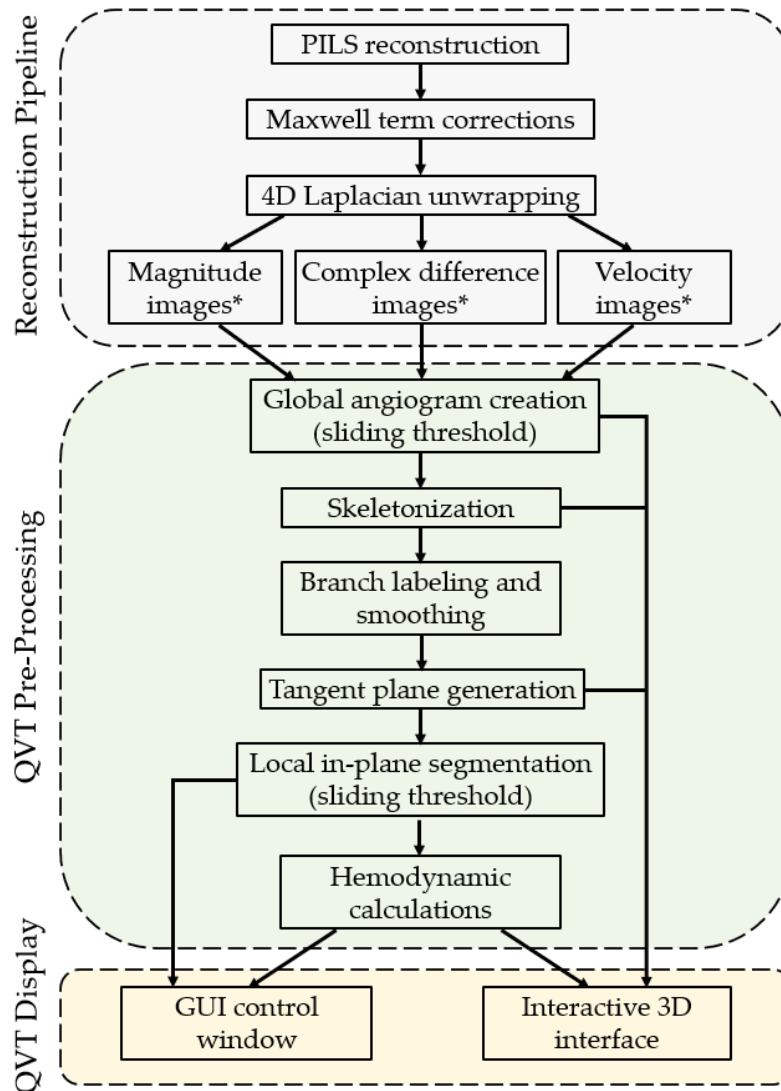 Reconstruction Pipeline
PILS reconstruction
Maxwell term corrections
4D Laplacian unwrapping
Magnitude
images*
Complex difference
images*
Velocity
images*
QVT Pre-Processing
Global angiogram creation
(sliding threshold)
Skeletonization
Branch labeling and
smoothing
Tangent plane generation
Local in-plane segmentation
(sliding threshold)
Hemodynamic
calculations
QVT Display
GUI control
window
Interactive 3D
interface